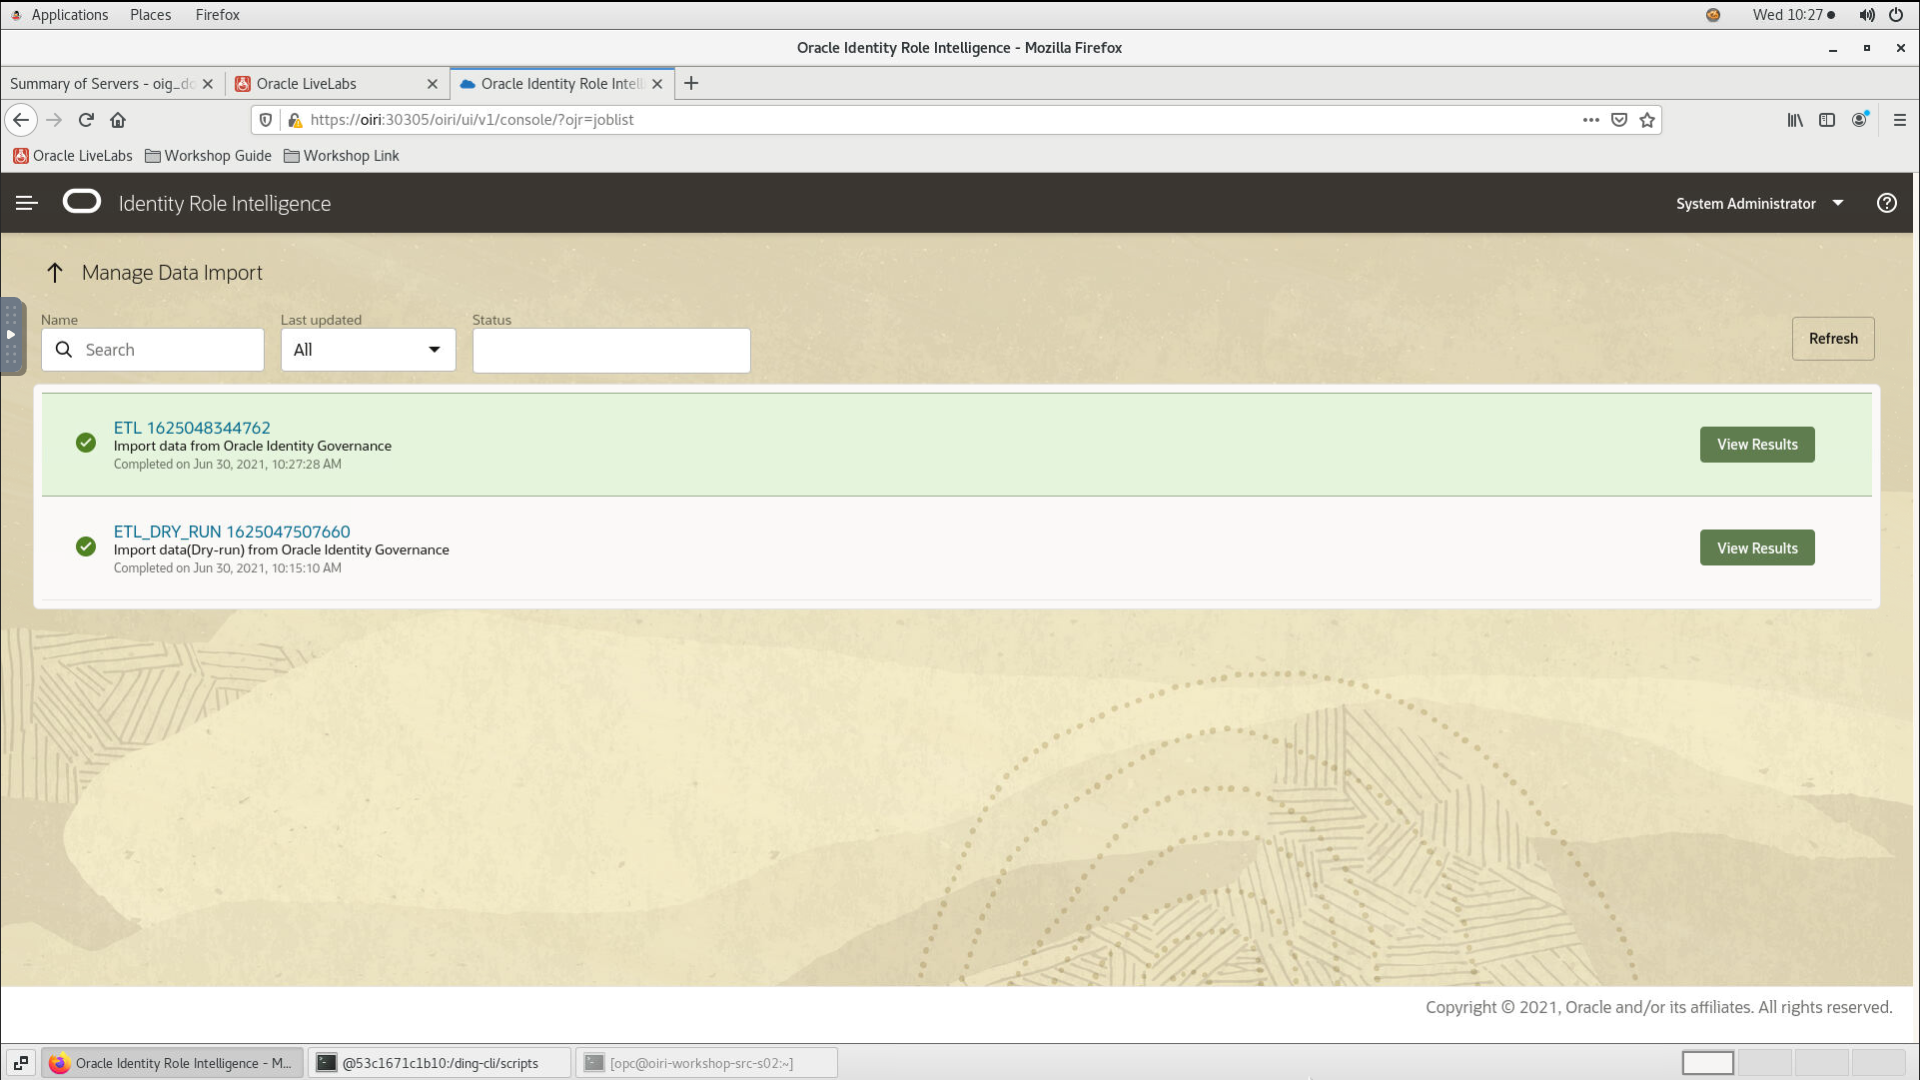 Applications Places Firefox Wed 10:27
Oracle Identity Role Intelligence - Mozilla Firefox
Summary of Servers - oig_do Oracle LiveLabs Oracle Identity Role Intell
https://oiri:30305/oiri/ui/v1/console/?ojr=joblist
Oracle LiveLabs Workshop Guide Workshop Link
Identity Role Intelligence System Administrator
Manage Data Import
Name Last updated Status
Search All Refresh
ETL 1625048344762
Import data from Oracle Identity Governance
Completed on Jun 30, 2021, 10:27:28 AM
View Results
ETL_DRY_RUN 1625047507660
Import data(Dry-run) from Oracle Identity Governance
Completed on Jun 30, 2021, 10:15:10 AM
View Results
Copyright © 2021, Oracle and/or its affiliates. All rights reserved.
Oracle Identity Role Intelligence - M... @53c1671c1b10:/ding-cli/scripts [opc@oiri-workshop-src-s02:~]